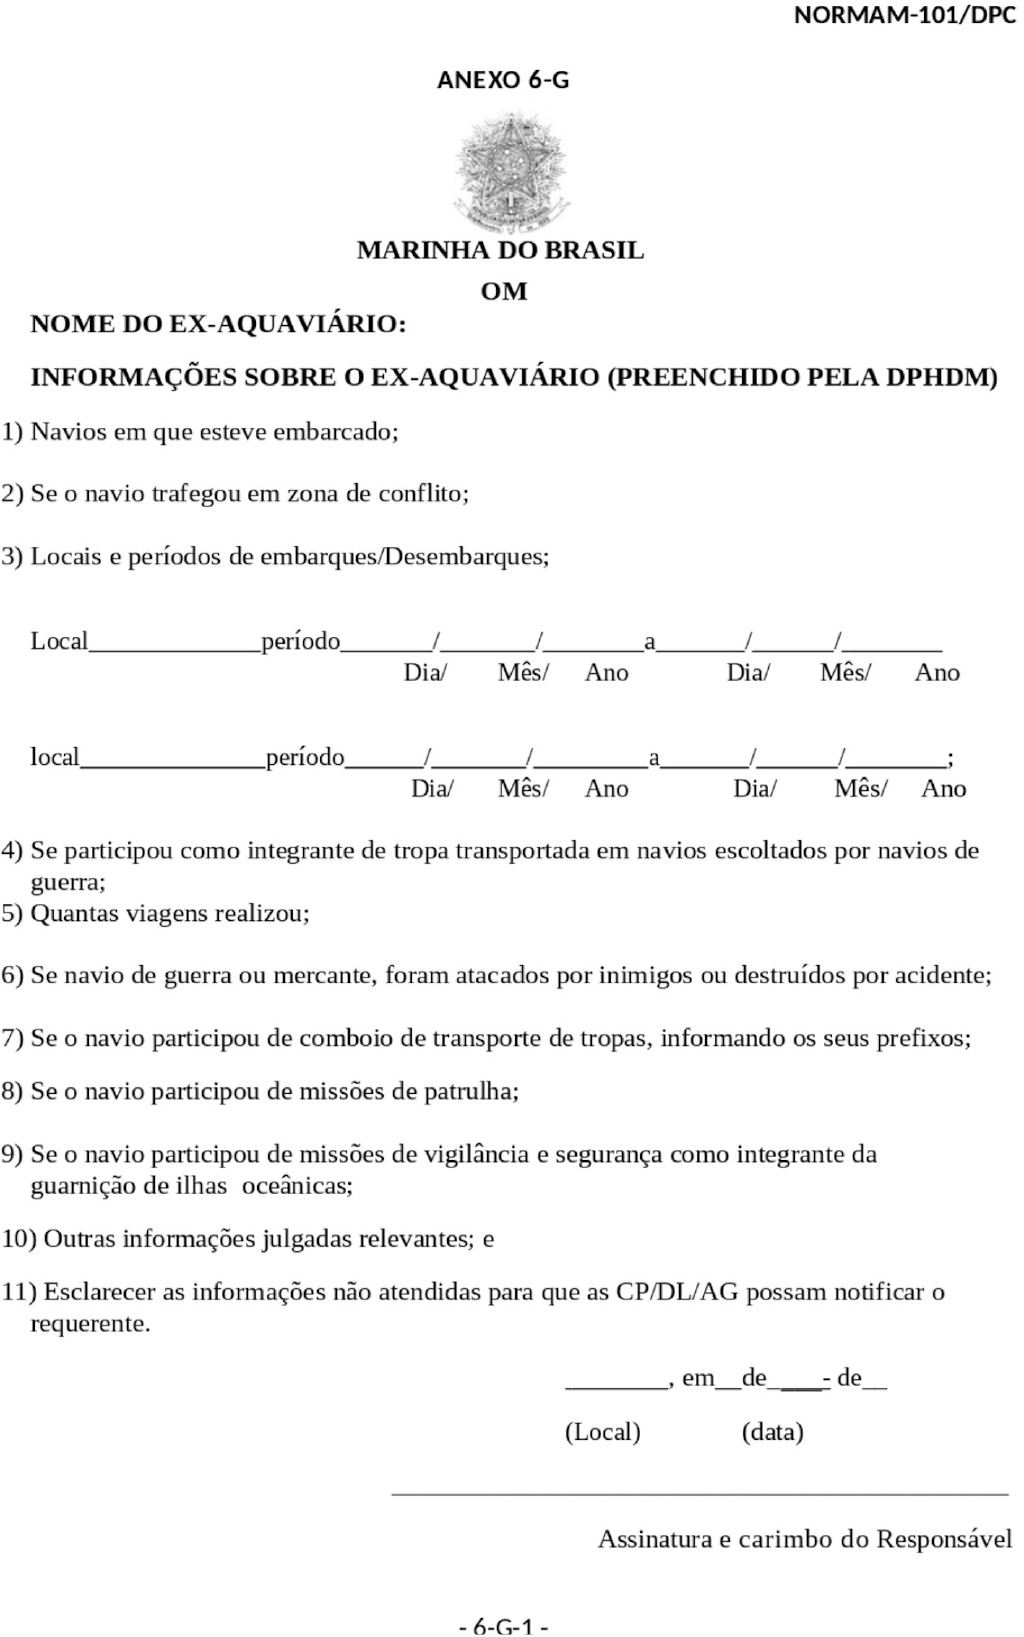 NORMAM-101/DPC
ANEXO 6-G
MARINHA DO BRASIL
OM
NOME DO EX-AQUAVIÁRIO:
INFORMAÇÕES SOBRE O EX-AQUAVIÁRIO (PREENCHIDO PELA DPHDM)
1) Navios em que esteve embarcado;
2) Se o navio trafegou em zona de conflito;
3) Locais e períodos de embarques/Desembarques;
Local_____________período_______/_______/________a_______/______/________
Dia/ Mês/ Ano Dia/ Mês/ Ano
local______________período______/_______/_________a_______/______/________;
Dia/ Mês/ Ano Dia/ Mês/ Ano
4) Se participou como integrante de tropa transportada em navios escoltados por navios de
guerra;
5) Quantas viagens realizou;
6) Se navio de guerra ou mercante, foram atacados por inimigos ou destruídos por acidente;
7) Se o navio participou de comboio de transporte de tropas, informando os seus prefixos;
8) Se o navio participou de missões de patrulha;
9) Se o navio participou de missões de vigilância e segurança como integrante da
guarnição de ilhas oceânicas;
10) Outras informações julgadas relevantes; e
11) Esclarecer as informações não atendidas para que as CP/DL/AG possam notificar o
requerente.
________, em__de_____- de__
(Local) (data)
Assinatura e carimbo do Responsável
- 6-G-1 -